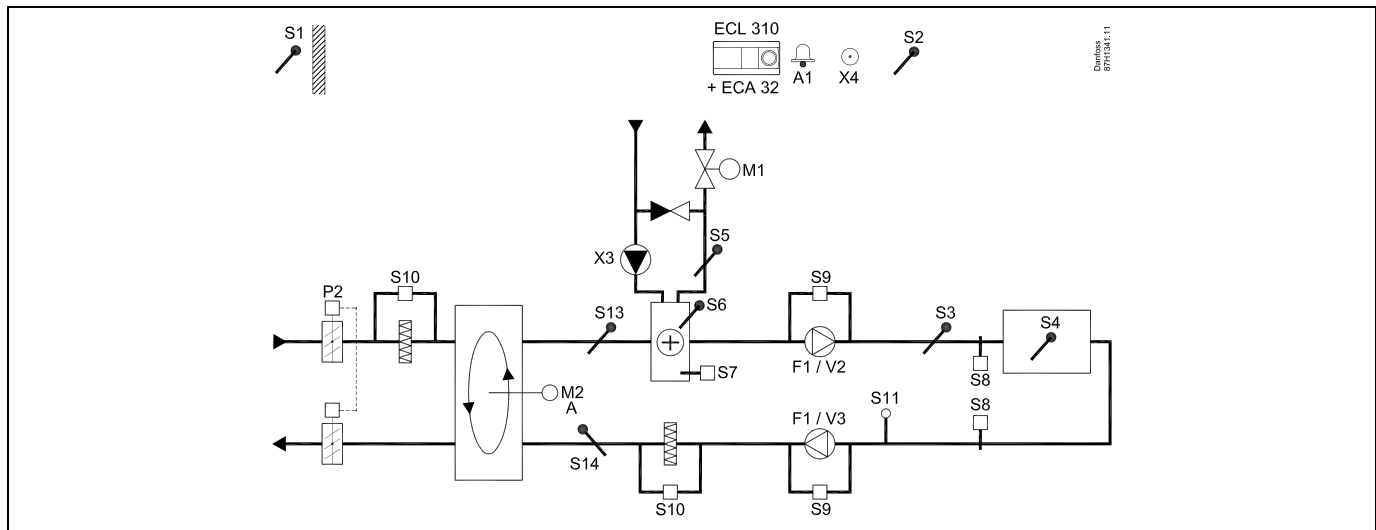 S1
ECL 310
S2
+ ECA 32
A1
X4
Danfoss
87H1341.11
M1
S5
X3
S10
P2
S13
S6
S9
S3
S4
F1 / V2
S7
S8
M2
A
S11
S8
F1 / V3
S14
S10
S9